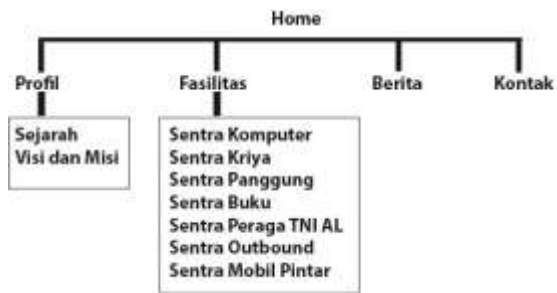 Home
Profil
Fasilitas
Berita
Kontak
Sejarah
Visi dan Misi
Sentra Komputer
Sentra Kriya
Sentra Panggung
Sentra Buku
Sentra Peraga TNI AL
Sentra Outbound
Sentra Mobil Pintar